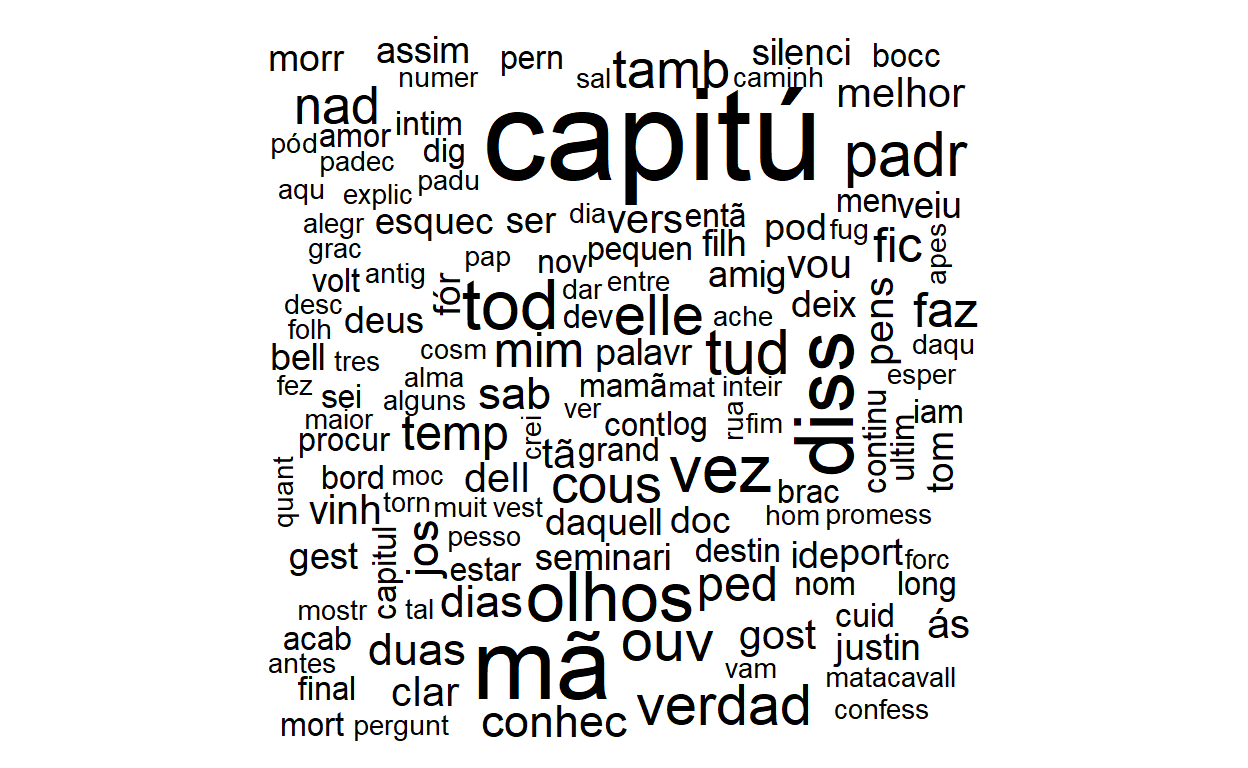 morr assim pern silenci bocc
numer sal tamb caminh
nad capitú melhor
pód amor intim padr
padec dig
aqu explic padu
men veiu
alegr esquec ser dia vers entã pod fug
grac pap nov pequen filh fic apes
volt antig amig vou
desc fór tod dar entre deix pens faz
folh deus dev elle ache
bell tres cosm mim palavr tud diss daqu
fez alma mamã mat inteir esper
sei alguns sab ver rua continu iam
maior cont log fim ultim
procur temp crei tã grand tom
quant bord moc dell cous vez brac
vinh torn muit vest daquell doc hom promess
capitul jos pesso
gest estar seminari destin ide port forc
mostr tal dias olhos ped nom long
acab duas ouv gost cuid ás
antes mã vam justin
final clar matacavall
mort pergunt conhec verdad confess